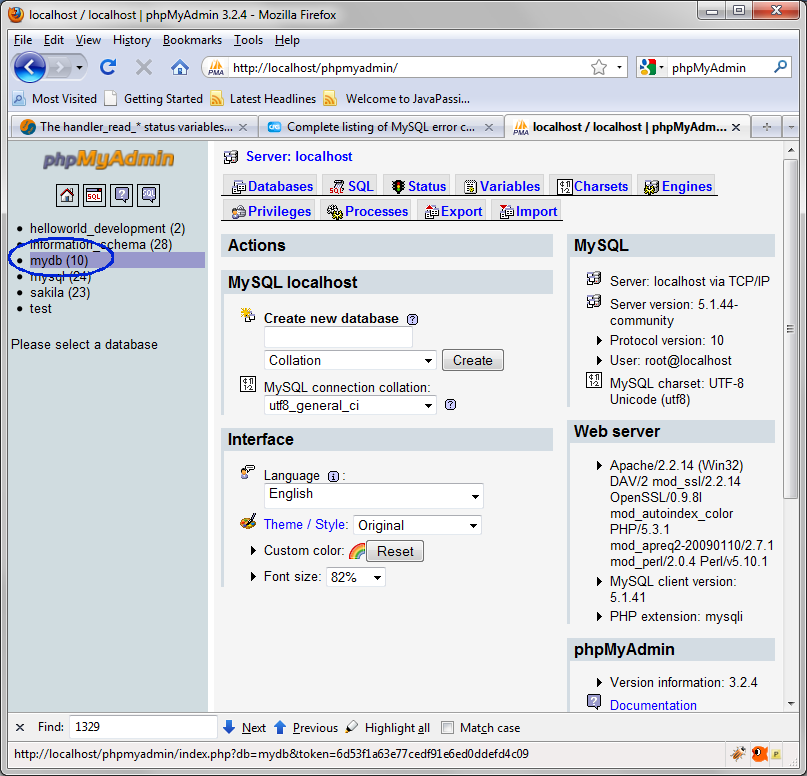 localhost / localhost | phpMyAdmin 3.2.4 - Mozilla Firefox
File Edit View History Bookmarks Tools Help
PMA http://localhost/phpmyadmin/ phpMyAdmin
Most Visited Getting Started Latest Headlines Welcome to JavaPassi...
The handler_read_* status variables... Complete listing of MySQL error c... PMA localhost / localhost | phpMyAdm...
phpMyAdmin
SQL
helloworld_development (2)
information_schema (28)
mydb (10)
mysql (24)
sakila (23)
test
Please select a database
Server: localhost
Databases SQL Status Variables Charsets Engines
Privileges Processes Export Import
Actions
MySQL localhost
Create new database
Collation Create
MySQL connection collation:
utf8_general_ci
Interface
Language :
English
Theme / Style: Original
Custom color: Reset
Font size: 82%
MySQL
Server: localhost via TCP/IP
Server version: 5.1.44-
community
Protocol version: 10
User: root@localhost
MySQL charset: UTF-8
Unicode (utf8)
Web server
Apache/2.2.14 (Win32)
DAV/2 mod_ssl/2.2.14
OpenSSL/0.9.8l
mod_autoindex_color
PHP/5.3.1
mod_apreq2-20090110/2.7.1
mod_perl/2.0.4 Perl/v5.10.1
MySQL client version:
5.1.41
PHP extension: mysqli
phpMyAdmin
Version information: 3.2.4
Documentation
Find: 1329 Next Previous Highlight all Match case
http://localhost/phpmyadmin/index.php?db=mydb&token=6d53f1a63e77cedf91e6ed0ddefd4c09